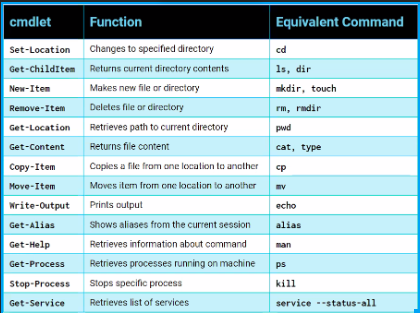 cmdlet Function Equivalent Command
Set-Location Changes to specified directory cd
Get-ChildItem Returns current directory contents ls, dir
New-Item Makes new file or directory mkdir, touch
Remove-Item Deletes file or directory rm, rmdir
Get-Location Retrieves path to current directory pwd
Get-Content Returns file content cat, type
Copy-Item Copies a file from one location to another cp
Move-Item Moves item from one location to another mv
Write-Output Prints output echo
Get-Alias Shows aliases from the current session alias
Get-Help Retrieves information about command man
Get-Process Retrieves processes running on machine ps
Stop-Process Stops specific process kill
Get-Service Retrieves list of services service --status-all